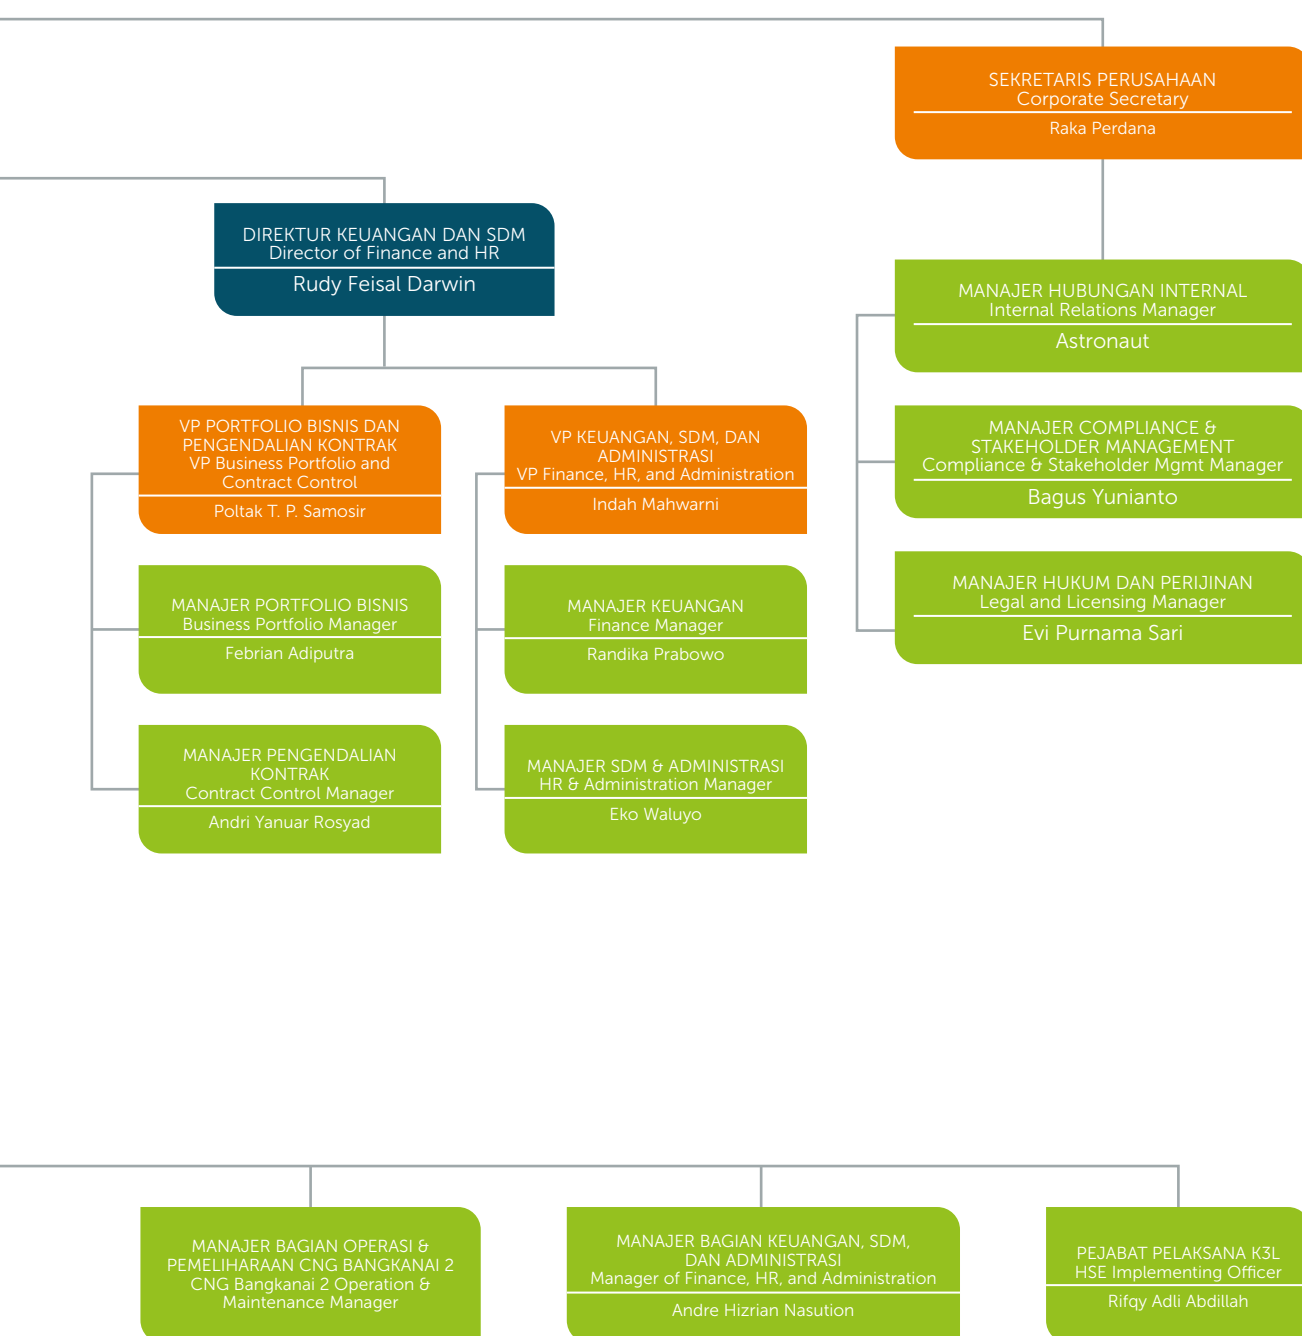 SEKRETARIS PERUSAHAAN
Corporate Secretary
Raka Perdana
DIREKTUR KEUANGAN DAN SDM
Director of Finance and HR
Rudy Feisal Darwin
MANAJER HUBUNGAN INTERNAL
Internal Relations Manager
Astronaut
VP PORTFOLIO BISNIS DAN
PENGENDALIAN KONTRAK
VP Business Portfolio and
Contract Control
Poltak T. P. Samosir
VP KEUANGAN, SDM, DAN
ADMINISTRASI
VP Finance, HR, and Administration
Indah Mahwarni
MANAJER COMPLIANCE &
STAKEHOLDER MANAGEMENT
Compliance & Stakeholder Mgmt Manager
Bagus Yunianto
MANAJER PORTFOLIO BISNIS
Business Portfolio Manager
Febrian Adiputra
MANAJER KEUANGAN
Finance Manager
Randika Prabowo
MANAJER HUKUM DAN PERIJINAN
Legal and Licensing Manager
Evi Purnama Sari
MANAJER PENGENDALIAN
KONTRAK
Contract Control Manager
Andri Yanuar Rosyad
MANAJER SDM & ADMINISTRASI
HR & Administration Manager
Eko Waluyo
MANAJER BAGIAN OPERASI &
PEMELIHARAAN CNG BANGKANAI 2
CNG Bangkanai 2 Operation &
Maintenance Manager
MANAJER BAGIAN KEUANGAN, SDM,
DAN ADMINISTRASI
Manager of Finance, HR, and Administration
Andre Hizrian Nasution
PEJABAT PELAKSANA K3L
HSE Implementing Officer
Rifqy Adli Abdillah